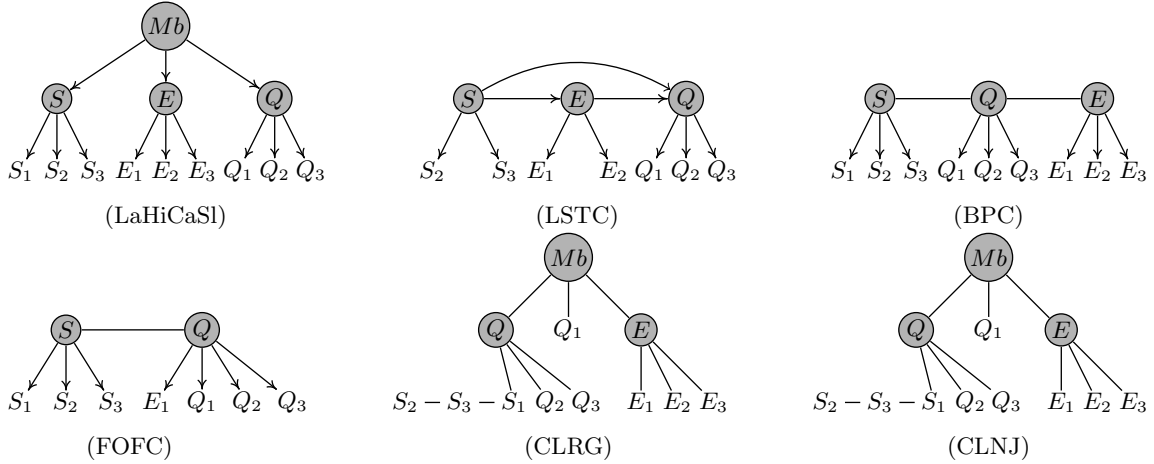 Mb
S E Q S E Q S Q E
S₁ S₂ S₃ E₁ E₂ E₃ Q₁ Q₂ Q₃ S₂ S₃ E₁ E₂ Q₁ Q₂ Q₃ S₁ S₂ S₃ Q₁ Q₂ Q₃ E₁ E₂ E₃
(LaHiCaSl) (LSTC) (BPC)
Mb Mb
S Q Q Q₁ E Q Q₁ E
S₁ S₂ S₃ E₁ Q₁ Q₂ Q₃ S₂ – S₃ – S₁ Q₂ Q₃ E₁ E₂ E₃ S₂ – S₃ – S₁ Q₂ Q₃ E₁ E₂ E₃
(FOFC) (CLRG) (CLNJ)